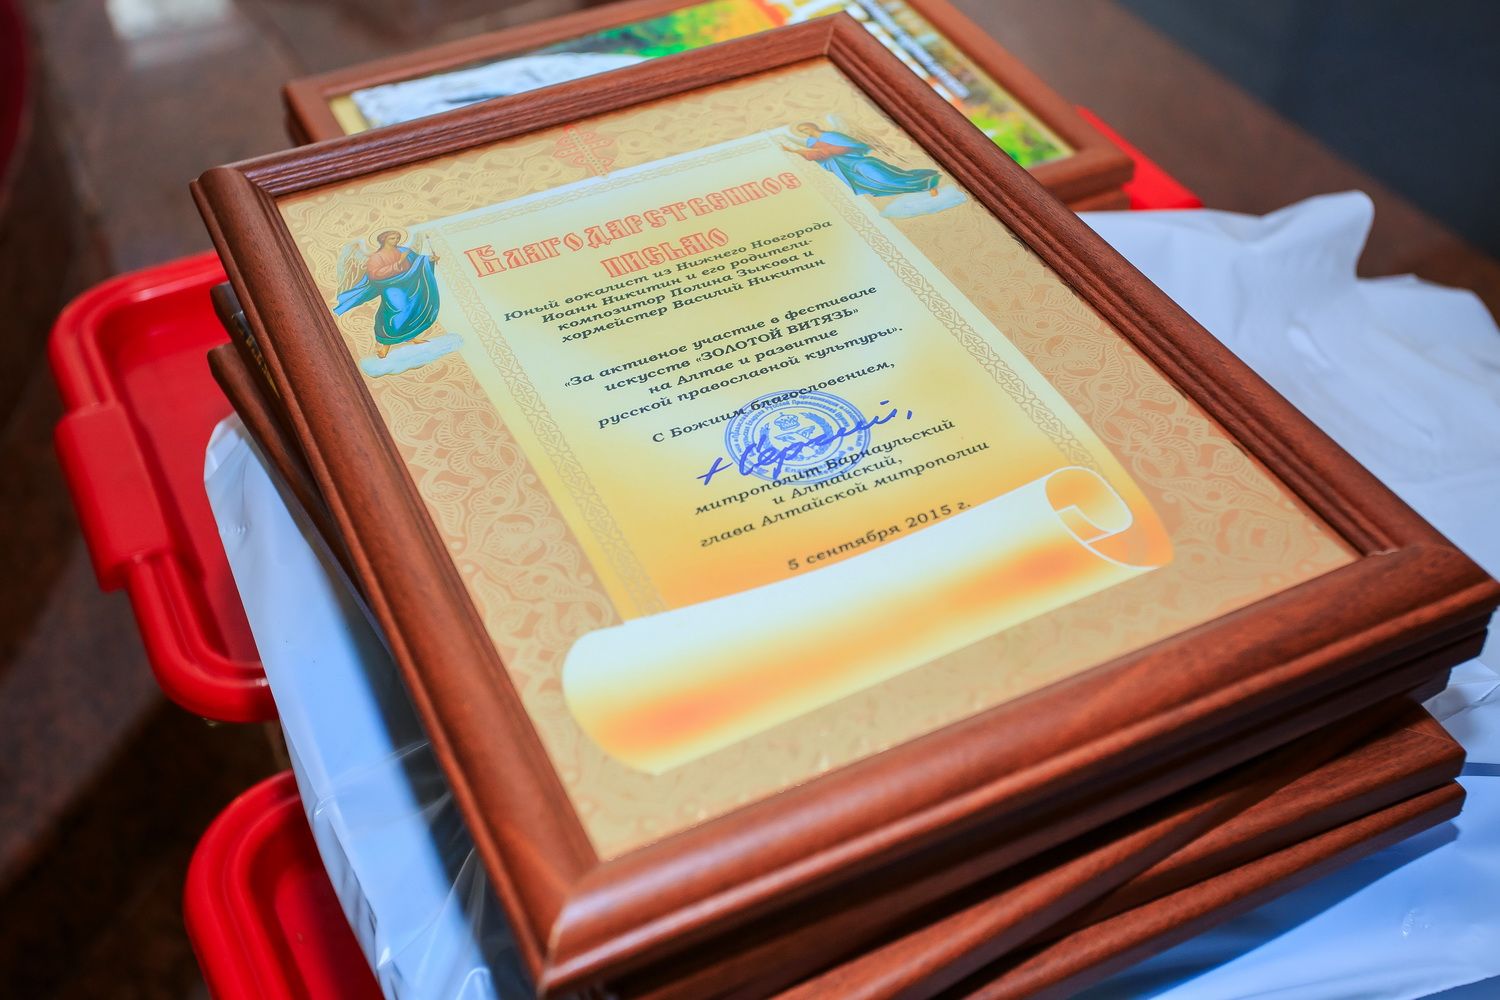 Благодарственное
письмо
Юный вокалист из Нижнего Новгорода
Иоанн Никитин и его родители-
композитор Полина Зыкова и
хормейстер Василий Никитин
«За активное участие в фестивале
искусств «ЗОЛОТОЙ ВИТЯЗЬ»
на Алтае и развитие
русской православной культуры».
С Божиим благословением,
+ Сергий,
митрополит Барнаульский
и Алтайский,
глава Алтайской митрополии
5 сентября 2015 г.